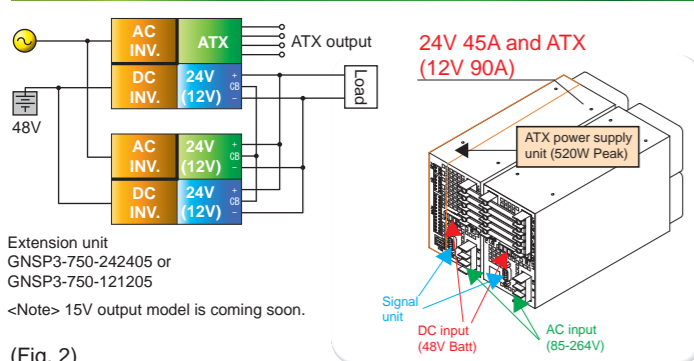 AC
INV.
ATX
ATX output
DC
INV.
24V
(12V)
+
CB
−
Load
48V
AC
INV.
24V
(12V)
+
CB
−
DC
INV.
24V
(12V)
+
CB
−
Extension unit
GNSP3-750-242405 or
GNSP3-750-121205
<Note> 15V output model is coming soon.
(Fig. 2)
24V 45A and ATX
(12V 90A)
ATX power supply
unit (520W Peak)
Signal
unit
DC input
(48V Batt)
AC input
(85-264V)